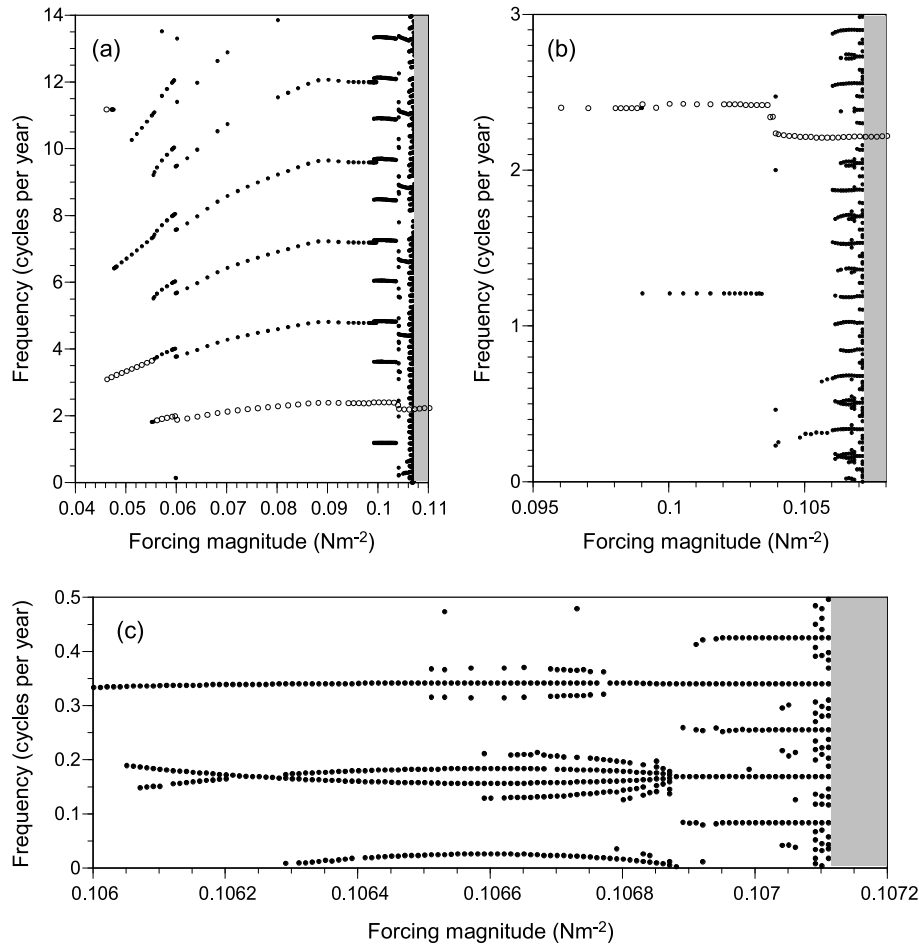 (a)
14
12
10
8
6
4
2
0
Frequency (cycles per year)
0.04 0.05 0.06 0.07 0.08 0.09 0.1 0.11
Forcing magnitude (Nm-2)
(b)
3
2
1
0
Frequency (cycles per year)
0.095 0.1 0.105
Forcing magnitude (Nm-2)
(c)
0.5
0.4
0.3
0.2
0.1
0
Frequency (cycles per year)
0.106 0.1062 0.1064 0.1066 0.1068 0.107 0.1072
Forcing magnitude (Nm-2)